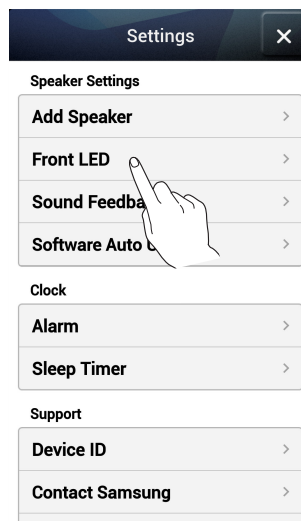 Settings
Speaker Settings
Add Speaker
Front LED
Sound Feedba
Software Auto
Clock
Alarm
Sleep Timer
Support
Device ID
Contact Samsung